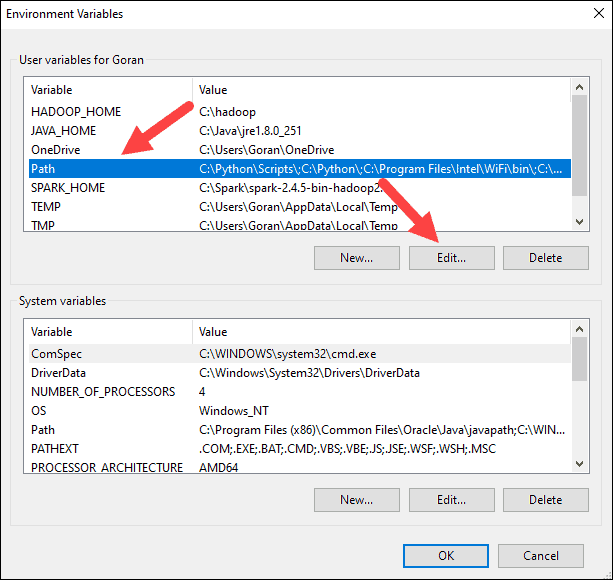 Environment Variables
User variables for Goran
Variable Value
HADOOP_HOME C:\hadoop
JAVA_HOME C:\Java\jre1.8.0_251
OneDrive C:\Users\Goran\OneDrive
Path C:\Python\Scripts\;C:\Python\;C:\Program Files\Intel\WiFi\bin\;C:\...
SPARK_HOME C:\Spark\spark-2.4.5-bin-hadoop2.
TEMP C:\Users\Goran\AppData\Local\Temp
TMP C:\Users\Goran\AppData\Local\Temp
New... Edit... Delete
System variables
Variable Value
ComSpec C:\WINDOWS\system32\cmd.exe
DriverData C:\Windows\System32\Drivers\DriverData
NUMBER_OF_PROCESSORS 4
OS Windows_NT
Path C:\Program Files (x86)\Common Files\Oracle\Java\javapath;C:\WIN...
PATHEXT .COM;.EXE;.BAT;.CMD;.VBS;.VBE;.JS;.JSE;.WSF;.WSH;.MSC
PROCESSOR_ARCHITECTURE AMD64
New... Edit... Delete
OK Cancel